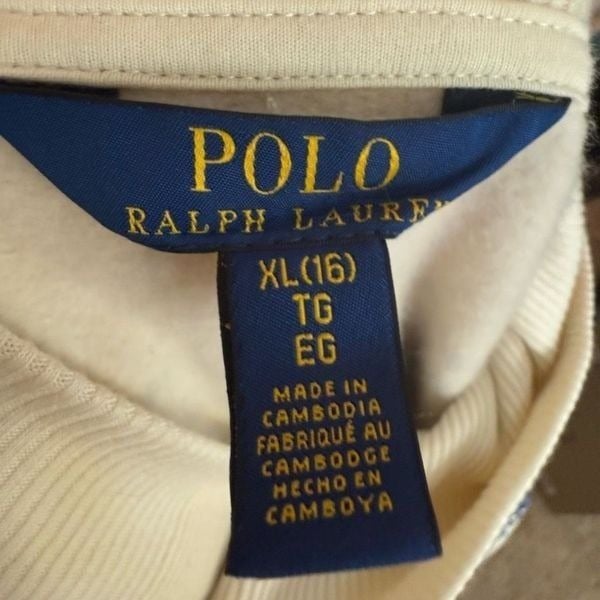 POLO
RALPH LAUREN
XL(16)
TG
EG
MADE IN
CAMBODIA
FABRIQUÉ AU
CAMBODGE
HECHO EN
CAMBOYA